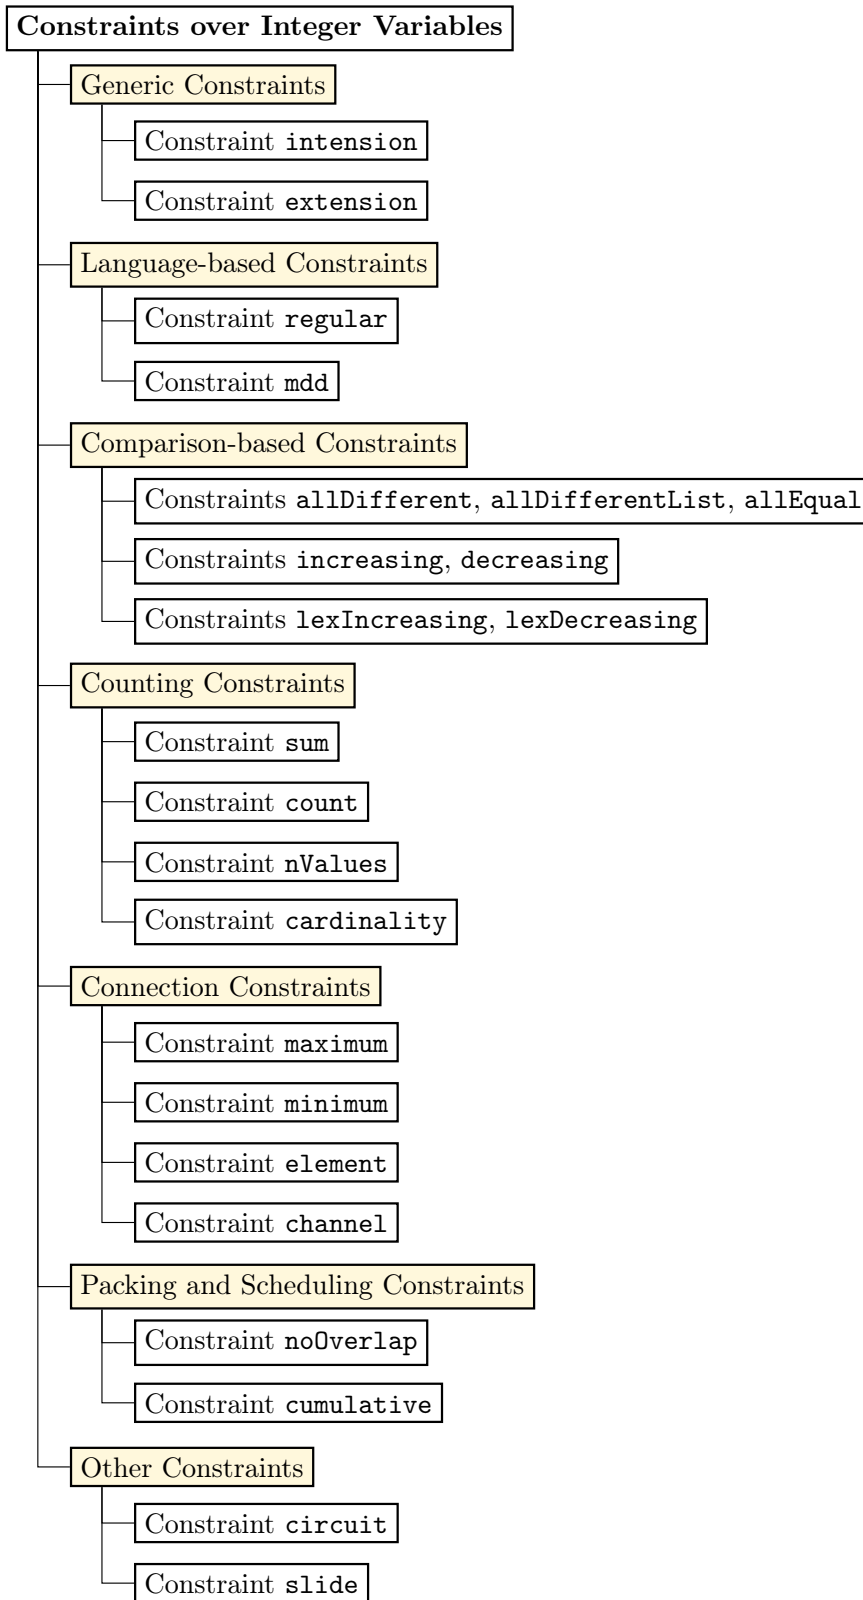 Constraints over Integer Variables
Generic Constraints
Constraint intension
Constraint extension
Language-based Constraints
Constraint regular
Constraint mdd
Comparison-based Constraints
Constraints allDifferent, allDifferentList, allEqual
Constraints increasing, decreasing
Constraints lexIncreasing, lexDecreasing
Counting Constraints
Constraint sum
Constraint count
Constraint nValues
Constraint cardinality
Connection Constraints
Constraint maximum
Constraint minimum
Constraint element
Constraint channel
Packing and Scheduling Constraints
Constraint noOverlap
Constraint cumulative
Other Constraints
Constraint circuit
Constraint slide